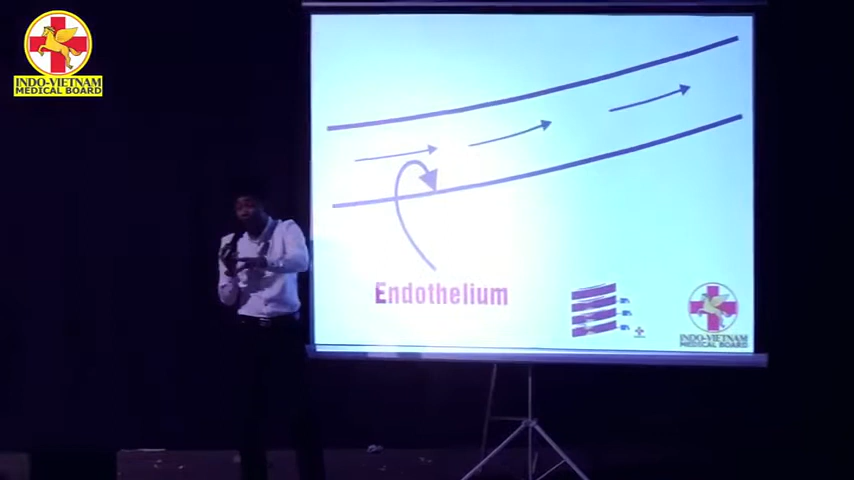 INDO-VIETNAM
MEDICAL BOARD
Endothelium
INDO-VIETNAM
MEDICAL BOARD